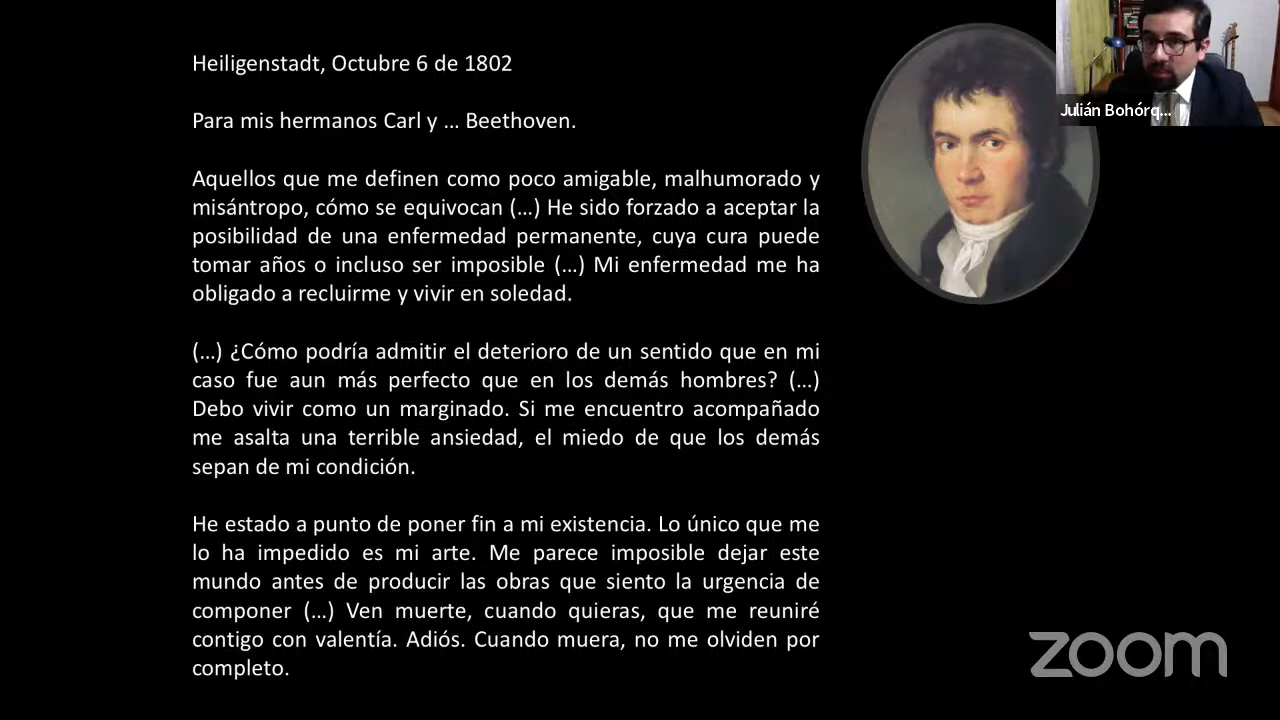 Heiligenstadt, Octubre 6 de 1802
Para mis hermanos Carl y ... Beethoven.
Aquellos que me definen como poco amigable, malhumorado y
misántropo, cómo se equivocan (...) He sido forzado a aceptar la
posibilidad de una enfermedad permanente, cuya cura puede
tomar años o incluso ser imposible (...) Mi enfermedad me ha
obligado a recluirme y vivir en soledad.
(...) ¿Cómo podría admitir el deterioro de un sentido que en mi
caso fue aun más perfecto que en los demás hombres? (...)
Debo vivir como un marginado. Si me encuentro acompañado
me asalta una terrible ansiedad, el miedo de que los demás
sepan de mi condición.
He estado a punto de poner fin a mi existencia. Lo único que me
lo ha impedido es mi arte. Me parece imposible dejar este
mundo antes de producir las obras que siento la urgencia de
componer (...) Ven muerte, cuando quieras, que me reuniré
contigo con valentía. Adiós. Cuando muera, no me olviden por
completo.
Julián Bohórq...
zoom